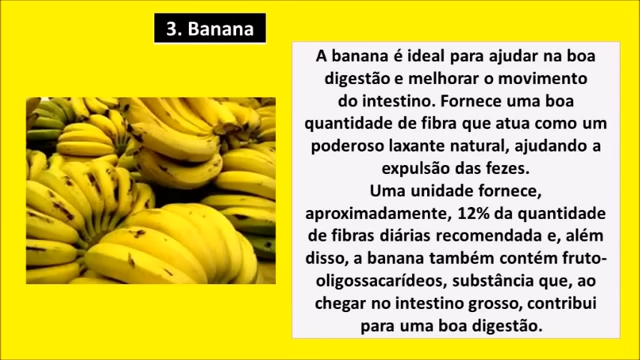 3. Banana
A banana é ideal para ajudar na boa
digestão e melhorar o movimento
do intestino. Fornece uma boa
quantidade de fibra que atua como um
poderoso laxante natural, ajudando a
expulsão das fezes.
Uma unidade fornece,
aproximadamente, 12% da quantidade
de fibras diárias recomendada e, além
disso, a banana também contém fruto-
oligossacarídeos, substância que, ao
chegar no intestino grosso, contribui
para uma boa digestão.